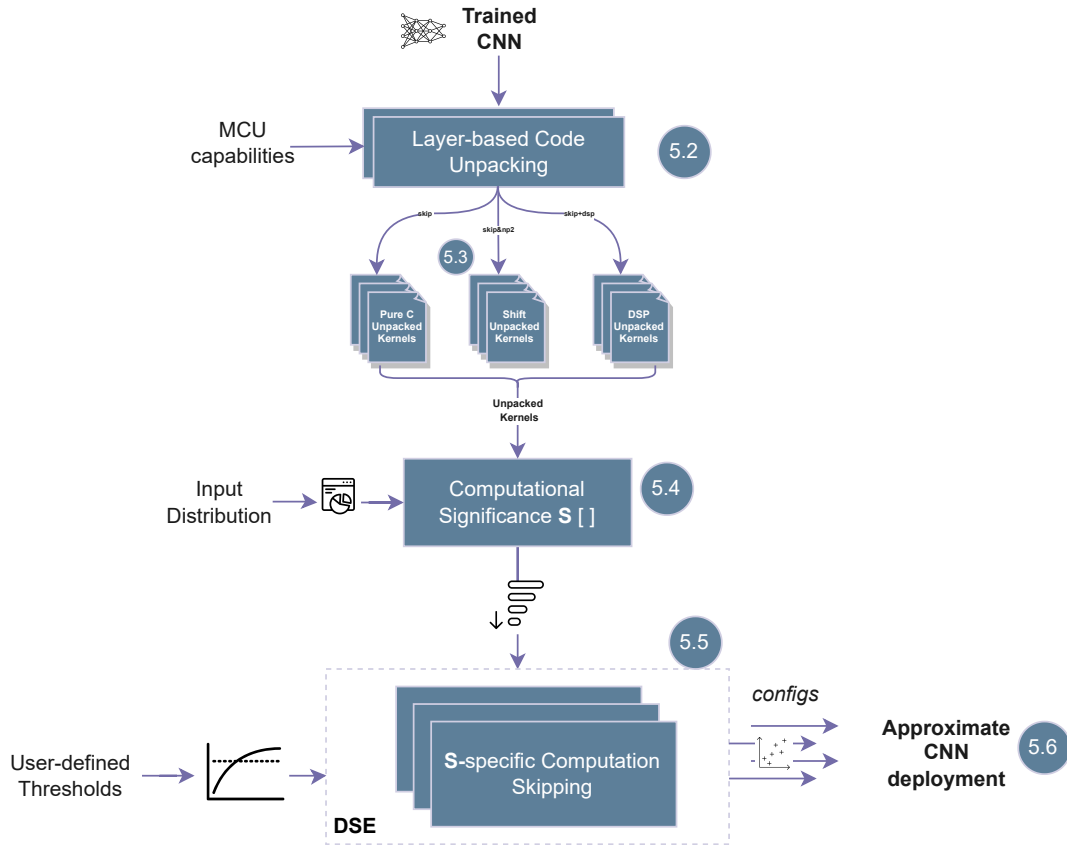 Trained
CNN
MCU
capabilities
Layer-based Code
Unpacking
5.2
skip
skip&np2
skip+dsp
5.3
Pure C
Unpacked
Kernels
Shift
Unpacked
Kernels
DSP
Unpacked
Kernels
Unpacked
Kernels
Input
Distribution
Computational
Significance S [ ]
5.4
5.5
User-defined
Thresholds
S-specific Computation
Skipping
DSE
configs
Approximate
CNN
deployment
5.6